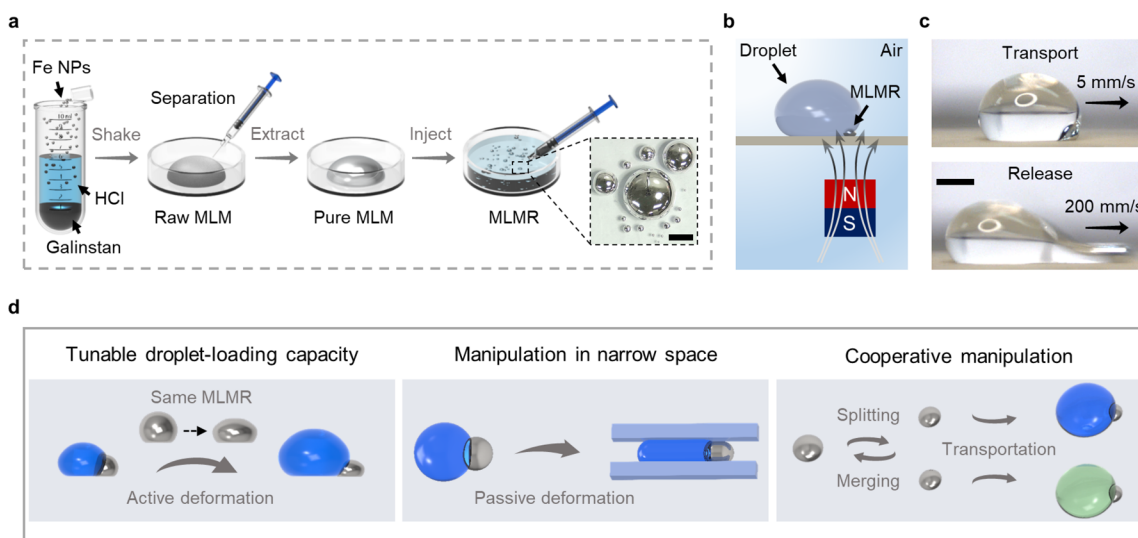 a
Fe NPs
10 ml
HCl
Galinstan
Shake
Separation
Raw MLM
Extract
Pure MLM
Inject
MLMR
b
Droplet
Air
MLMR
N
S
c
Transport
5 mm/s
Release
200 mm/s
d
Tunable droplet-loading capacity
Same MLMR
Active deformation
Manipulation in narrow space
Passive deformation
Cooperative manipulation
Splitting
Merging
Transportation